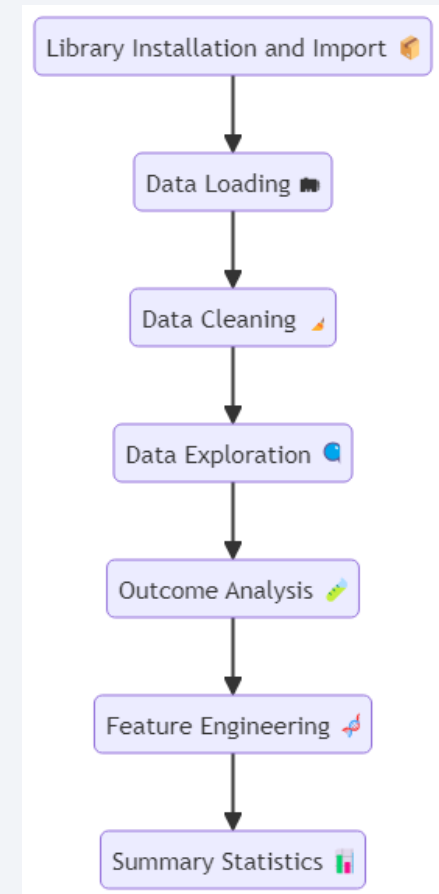 Library Installation and Import
Data Loading
Data Cleaning
Data Exploration
Outcome Analysis
Feature Engineering
Summary Statistics